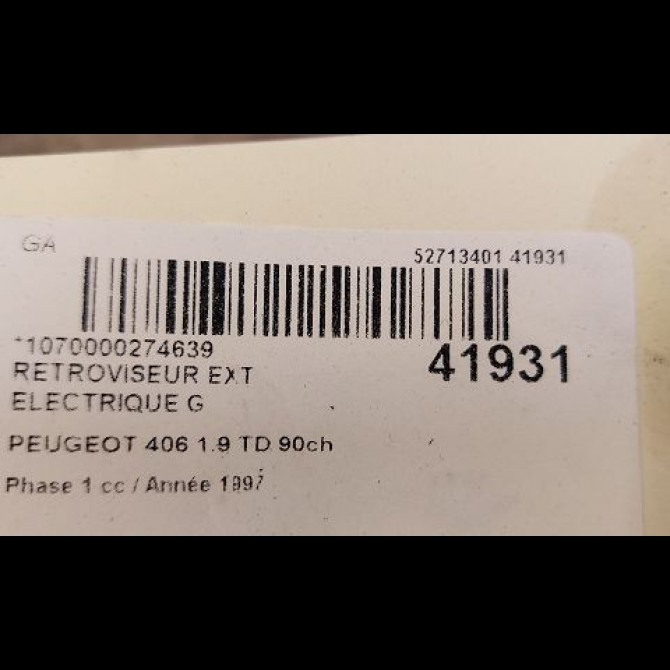 GA
52713401 41931
*1070000274639
41931
RETROVISEUR EXT
ELECTRIQUE G
PEUGEOT 406 1.9 TD 90ch
Phase 1 cc / Année 1997